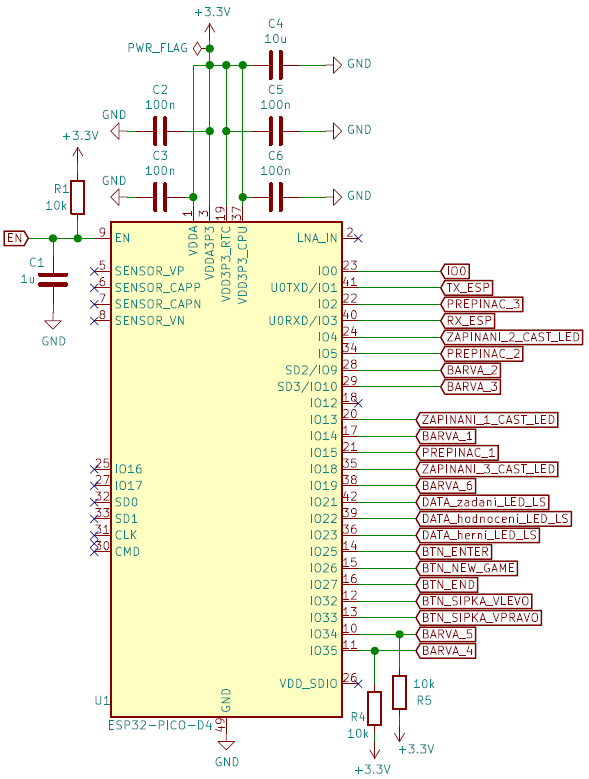 +3.3V
PWR_FLAG
C4
10u
GND
C2
100n
GND
C5
100n
GND
+3.3V
C3
100n
GND
C6
100n
GND
R1
10k
1
3
19
37
VDDA
VDDA3P3
VDD3P3_RTC
VDD3P3_CPU
EN
9 EN
LNA_IN 2
C1
1u
GND
5 SENSOR_VP
6 SENSOR_CAPP
7 SENSOR_CAPN
8 SENSOR_VN
IO0 23 IO0
U0TXD/IO1 41 TX_ESP
IO2 22 PREPINAC_3
U0RXD/IO3 40 RX_ESP
IO4 24 ZAPINANI_2_CAST_LED
IO5 34 PREPINAC_2
SD2/IO9 28 BARVA_2
SD3/IO10 29 BARVA_3
IO12 18
IO13 20 ZAPINANI_1_CAST_LED
IO14 17 BARVA_1
IO15 21 PREPINAC_1
25 IO16
IO18 35 ZAPINANI_3_CAST_LED
27 IO17
IO19 38 BARVA_6
32 SD0
IO21 42 DATA_zadani_LED_LS
33 SD1
IO22 39 DATA_hodnoceni_LED_LS
31 CLK
IO23 36 DATA_herni_LED_LS
30 CMD
IO25 14 BTN_ENTER
IO26 15 BTN_NEW_GAME
IO27 16 BTN_END
IO32 12 BTN_SIPKA_VLEVO
IO33 13 BTN_SIPKA_VPRAVO
IO34 10 BARVA_5
IO35 11 BARVA_4
VDD_SDIO 26
10k
R5
+3.3V
R4
10k
+3.3V
U1
ESP32-PICO-D4
GND
49
GND